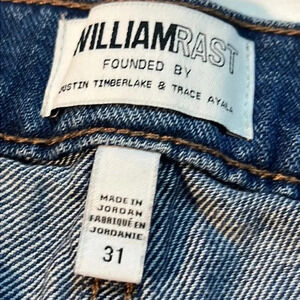 WILLIAMRAST
FOUNDED BY
JUSTIN TIMBERLAKE & TRACE AYALA
MADE IN
JORDAN
FABRIQUÉ EN
JORDANIE
31